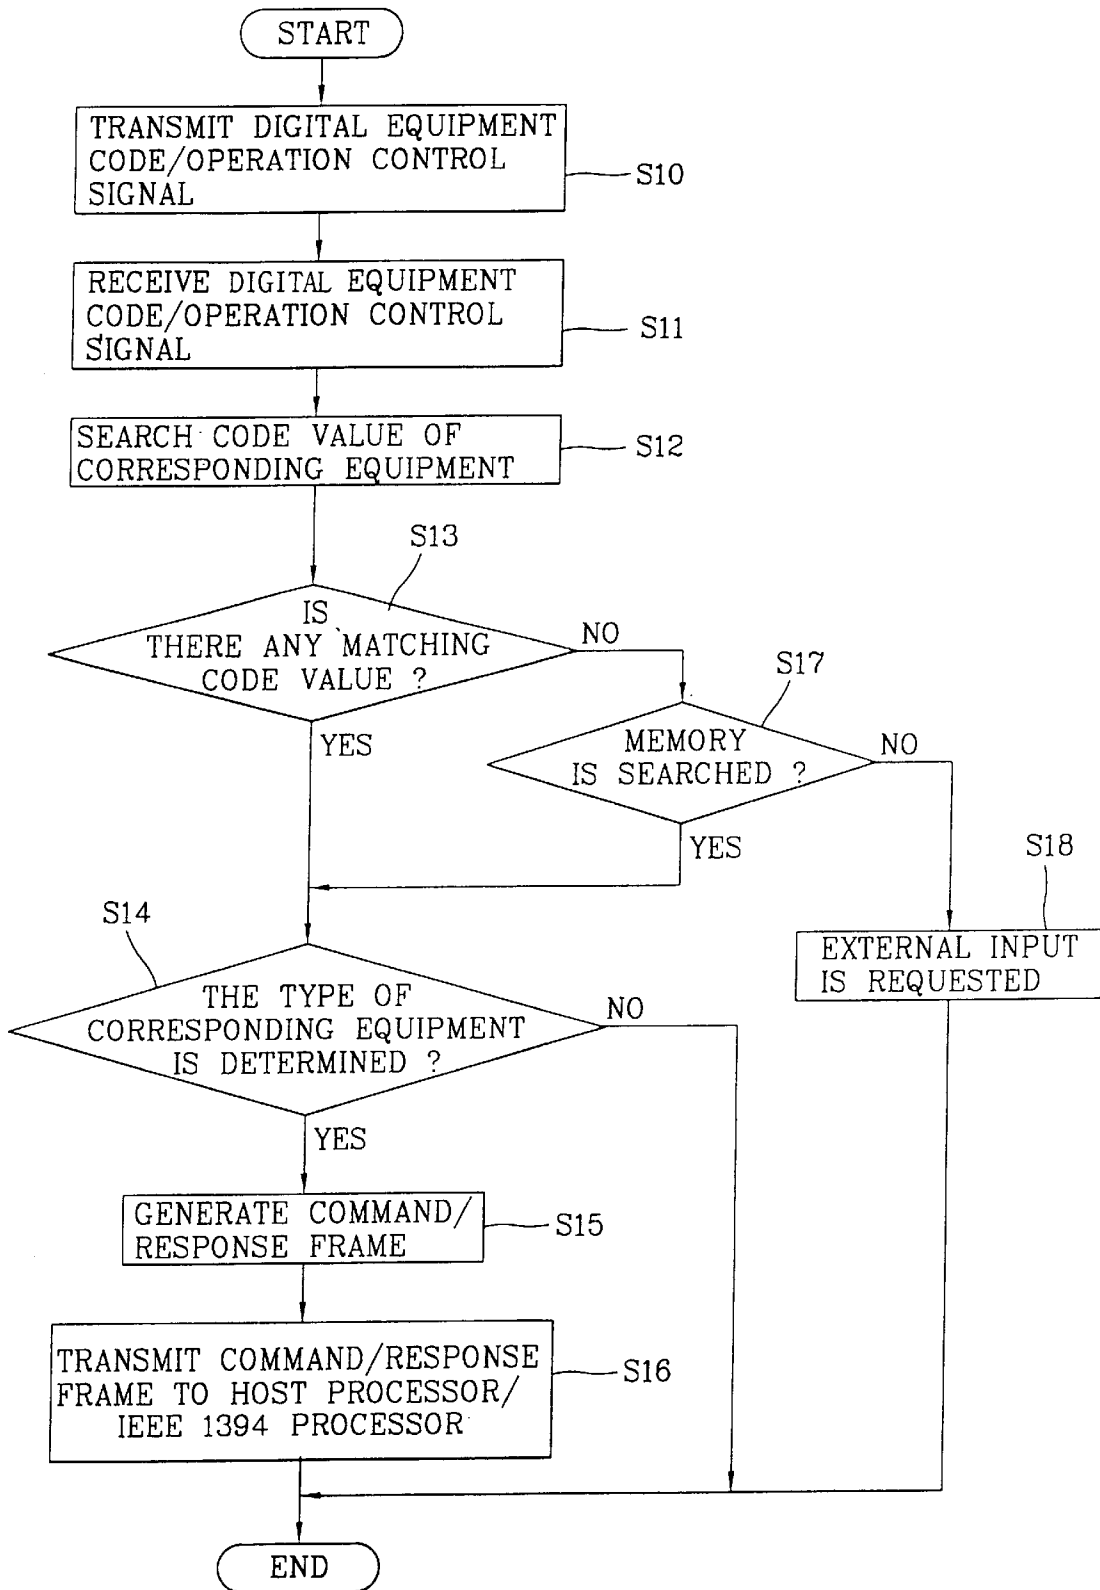 START
TRANSMIT DIGITAL EQUIPMENT
CODE/OPERATION CONTROL
SIGNAL
S10
RECEIVE DIGITAL EQUIPMENT
CODE/OPERATION CONTROL
SIGNAL
S11
SEARCH CODE VALUE OF
CORRESPONDING EQUIPMENT
S12
S13
IS
THERE ANY MATCHING
CODE VALUE ?
NO
YES
S17
MEMORY
IS SEARCHED ?
NO
YES
S18
EXTERNAL INPUT
IS REQUESTED
S14
THE TYPE OF
CORRESPONDING EQUIPMENT
IS DETERMINED ?
NO
YES
GENERATE COMMAND/
RESPONSE FRAME
S15
TRANSMIT COMMAND/RESPONSE
FRAME TO HOST PROCESSOR/
IEEE 1394 PROCESSOR
S16
END